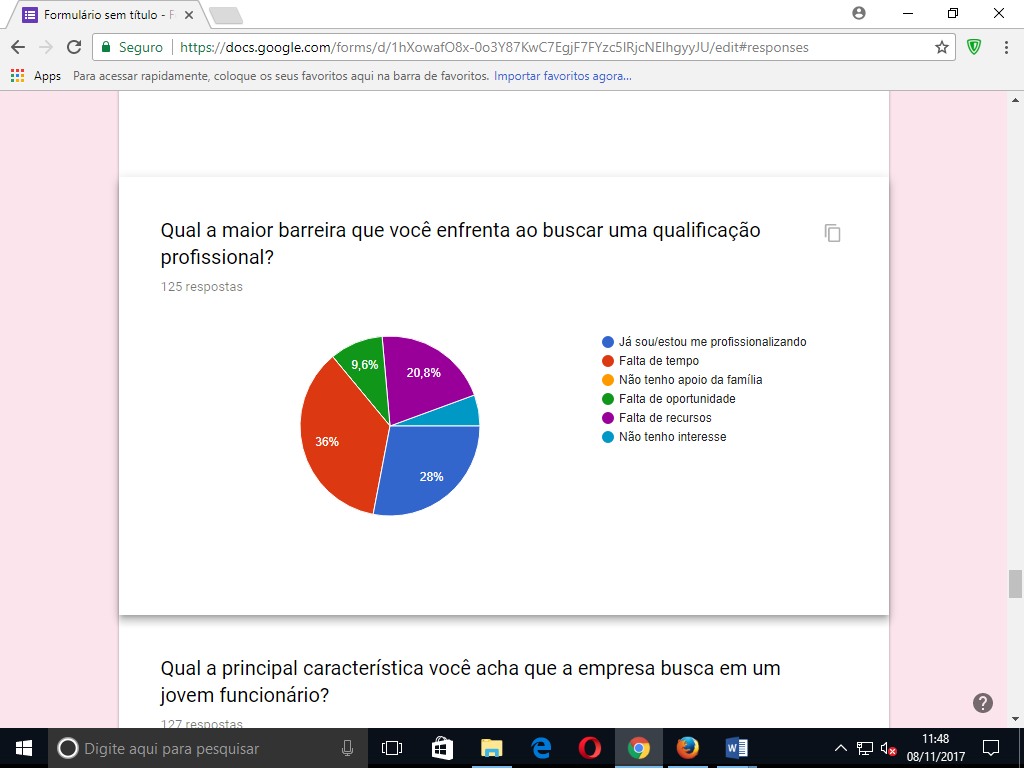 Formulário sem título - F
Seguro
https://docs.google.com/forms/d/1hXowafO8x-0o3Y87KwC7EgjF7FYzc5lRjcNElhgyyJU/edit#responses
Apps
Para acessar rapidamente, coloque os seus favoritos aqui na barra de favoritos. Importar favoritos agora...
Qual a maior barreira que você enfrenta ao buscar uma qualificação
profissional?
125 respostas
9,6%
20,8%
36%
28%
Já sou/estou me profissionalizando
Falta de tempo
Não tenho apoio da família
Falta de oportunidade
Falta de recursos
Não tenho interesse
Qual a principal característica você acha que a empresa busca em um
jovem funcionário?
127 respostas
Digite aqui para pesquisar
11:48
08/11/2017